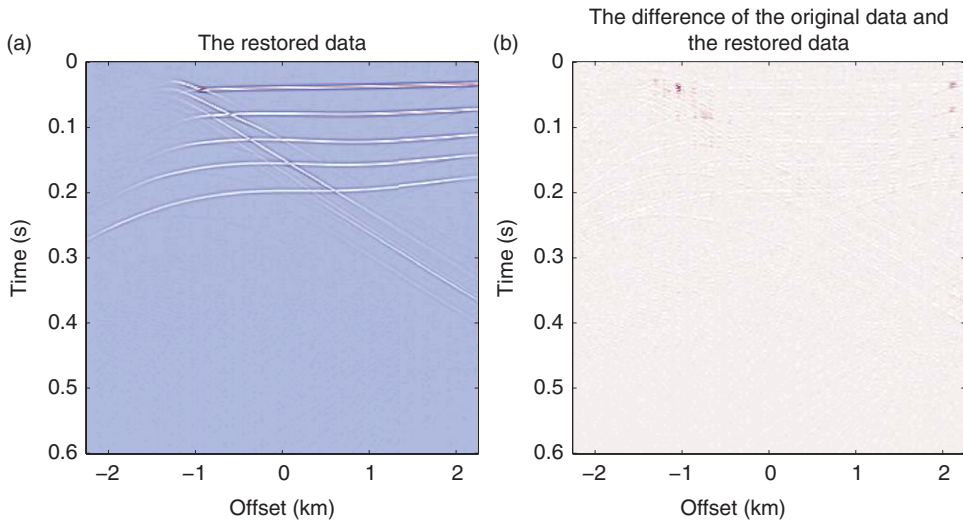 (a)
The restored data
0
0.1
0.2
0.3
0.4
0.5
0.6
Time (s)
−2
−1
0
1
2
Offset (km)
(b)
The difference of the original data and
the restored data
0
0.1
0.2
0.3
0.4
0.5
0.6
Time (s)
−2
−1
0
1
2
Offset (km)